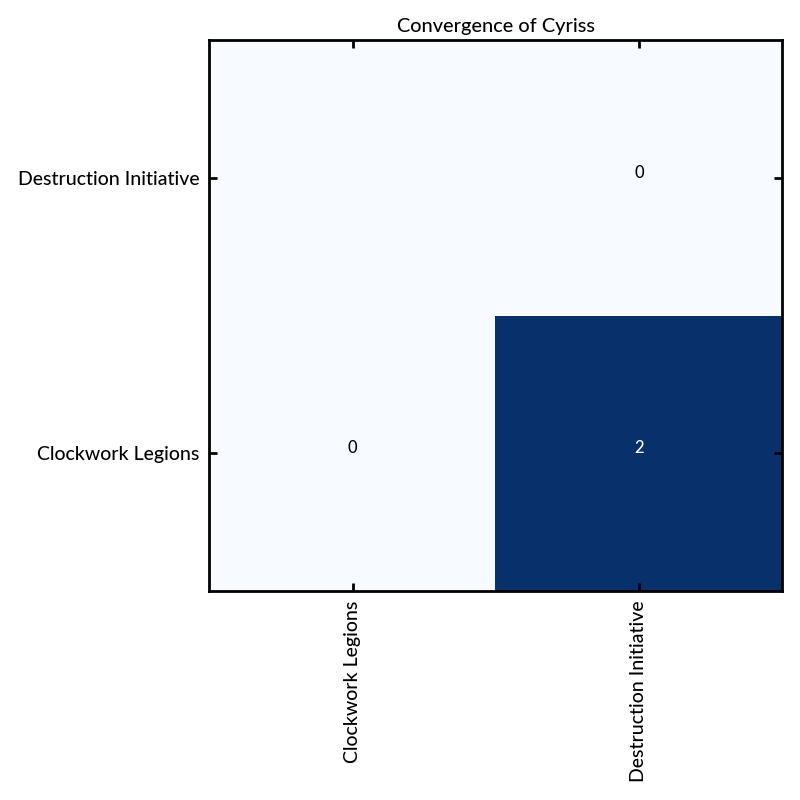 Convergence of Cyriss
Destruction Initiative
0
Clockwork Legions
0
2
Clockwork Legions
Destruction Initiative